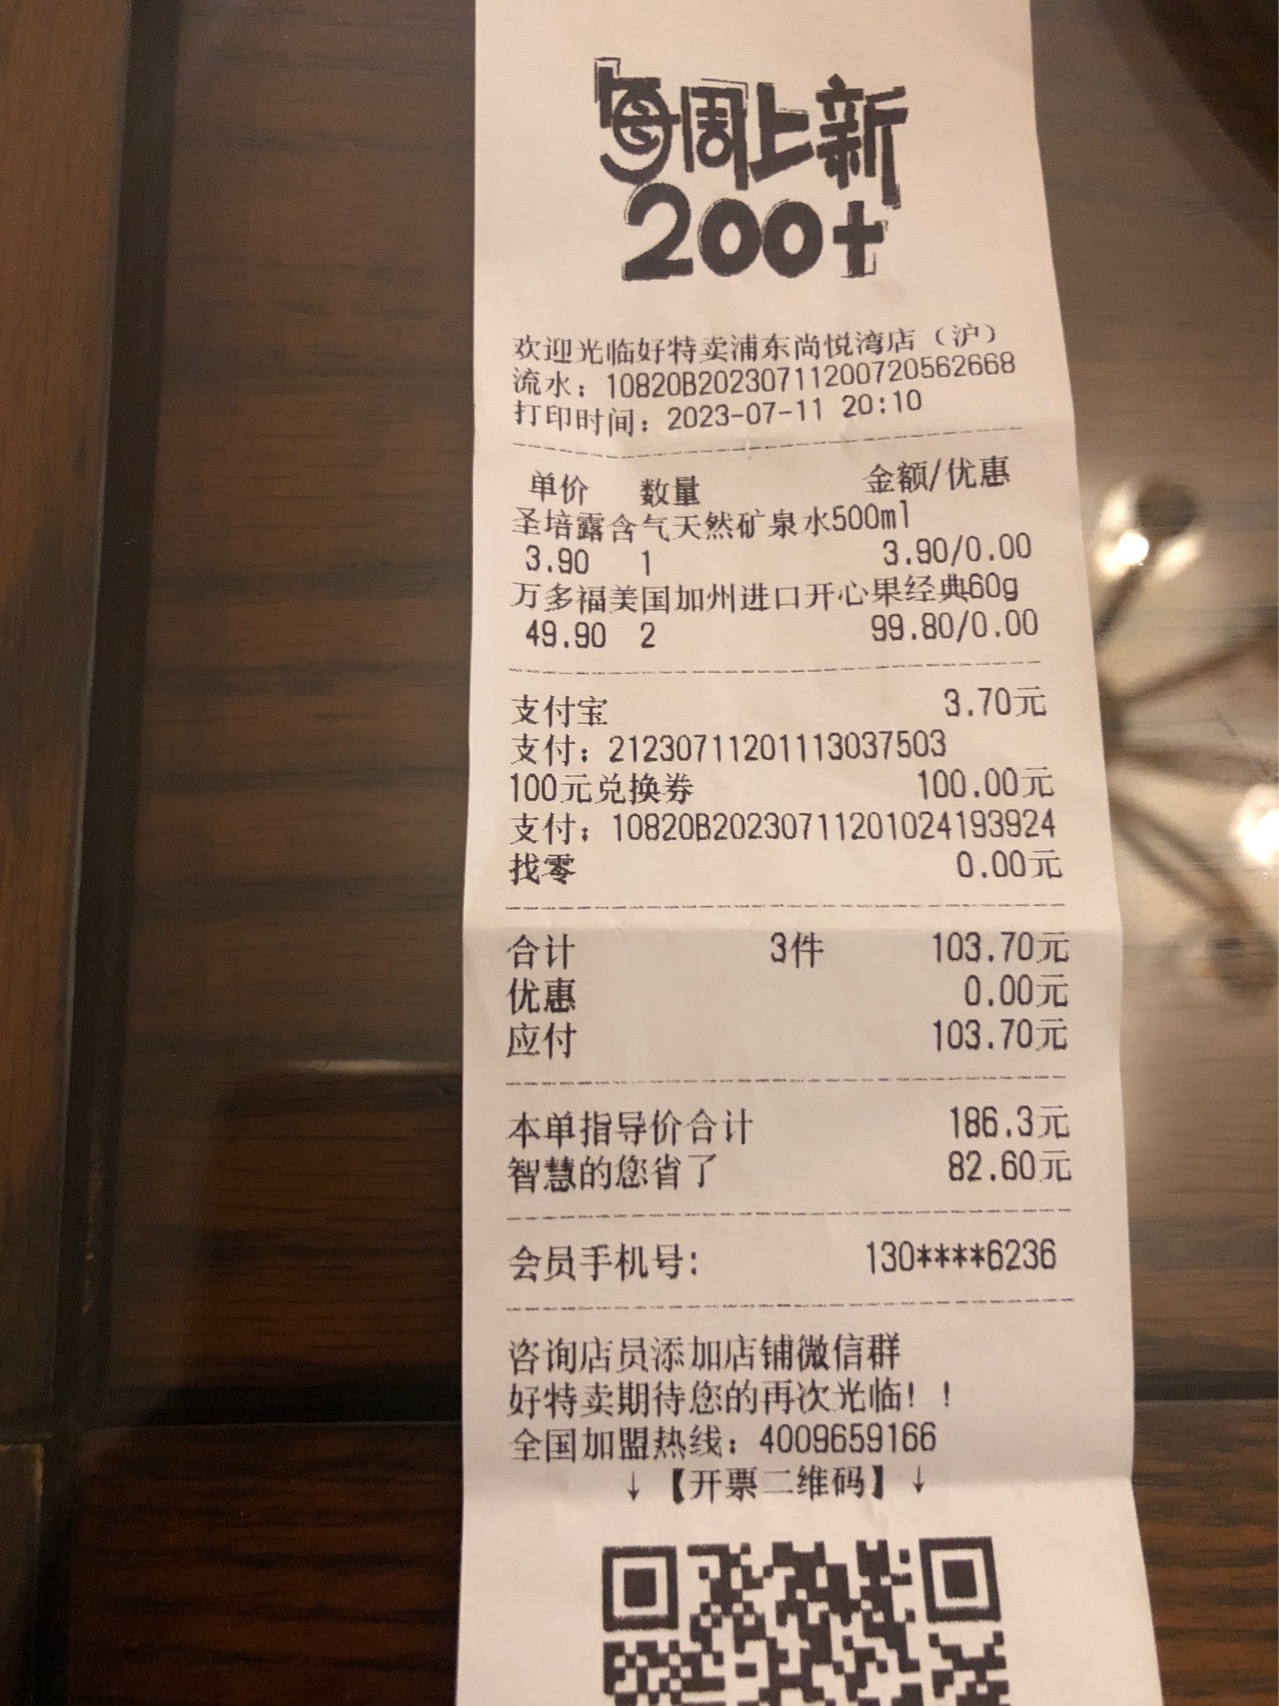 每周上新
200+
欢迎光临好特卖浦东尚悦湾店（沪）
流水：10820B20230711200720562668
打印时间：2023-07-11 20:10
单价 数量 金额/优惠
圣培露含气天然矿泉水500ml
3.90 1 3.90/0.00
万多福美国加州进口开心果经典60g
49.90 2 99.80/0.00
支付宝 3.70元
支付：21230711201113037503
100元兑换券 100.00元
支付：10820B20230711201024193924
找零 0.00元
合计 3件 103.70元
优惠 0.00元
应付 103.70元
本单指导价合计 186.3元
智慧的您省了 82.60元
会员手机号: 130****6236
咨询店员添加店铺微信群
好特卖期待您的再次光临！！
全国加盟热线：4009659166
↓【开票二维码】↓